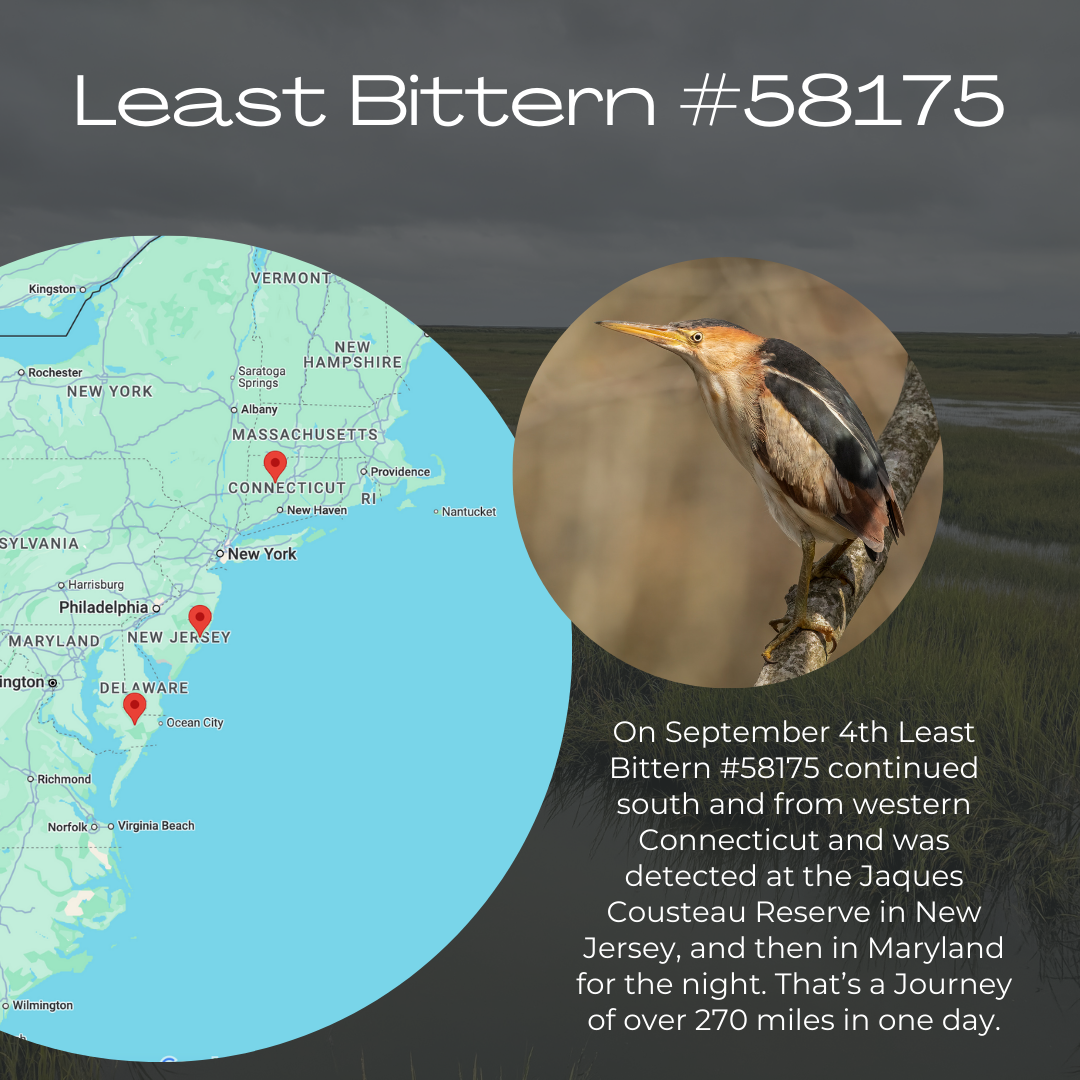 Least Bittern #58175
VERMONT
Kingston
NEW
HAMPSHIRE
Rochester
Saratoga
Springs
NEW YORK
Albany
MASSACHUSETTS
Providence
CONNECTICUT
RI
New Haven
Nantucket
SYLVANIA
New York
Harrisburg
Philadelphia
MARYLAND
NEW JERSEY
ington
DELAWARE
Ocean City
Richmond
Norfolk
Virginia Beach
Wilmington
On September 4th Least
Bittern #58175 continued
south and from western
Connecticut and was
detected at the Jaques
Cousteau Reserve in New
Jersey, and then in Maryland
for the night. That’s a Journey
of over 270 miles in one day.